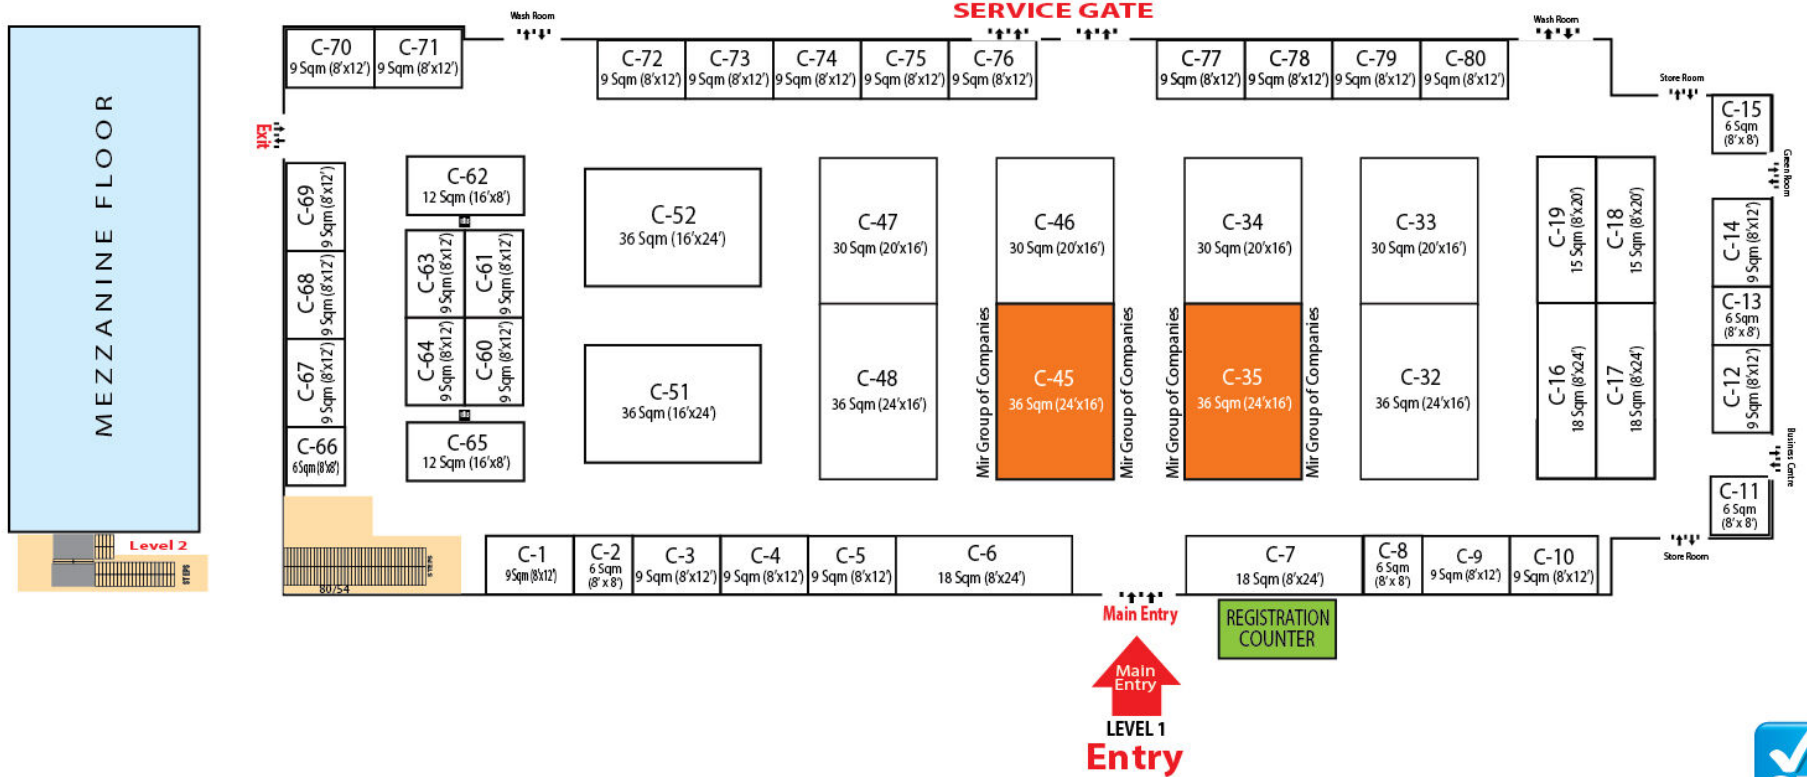 SERVICE GATE
Wash Room
Wash Room
C-70
9 Sqm (8'x12')
C-71
9 Sqm (8'x12')
C-72
9 Sqm (8'x12')
C-73
9 Sqm (8'x12')
C-74
9 Sqm (8'x12')
C-75
9 Sqm (8'x12')
C-76
9 Sqm (8'x12')
C-77
9 Sqm (8'x12')
C-78
9 Sqm (8'x12')
C-79
9 Sqm (8'x12')
C-80
9 Sqm (8'x12')
Store Room
C-15
6 Sqm
(8'x 8')
Green Room
Exit
MEZZANINE FLOOR
Level 2
STEPS
C-69
9 Sqm (8'x12')
C-68
9 Sqm (8'x12')
C-67
9 Sqm (8'x12')
C-66
6 Sqm (8'x8')
C-62
12 Sqm (16'x8')
C-63
9 Sqm (8'x12')
C-61
9 Sqm (8'x12')
C-64
9 Sqm (8'x12')
C-60
9 Sqm (8'x12')
C-65
12 Sqm (16'x8')
C-52
36 Sqm (16'x24')
C-51
36 Sqm (16'x24')
C-47
30 Sqm (20'x16')
C-48
36 Sqm (24'x16')
C-46
30 Sqm (20'x16')
Mir Group of Companies
C-45
36 Sqm (24'x16')
Mir Group of Companies
C-34
30 Sqm (20'x16')
Mir Group of Companies
C-35
36 Sqm (24'x16')
Mir Group of Companies
C-33
30 Sqm (20'x16')
C-32
36 Sqm (24'x16')
C-19
15 Sqm (8'x20')
C-18
15 Sqm (8'x20')
C-16
18 Sqm (8'x24')
C-17
18 Sqm (8'x24')
C-14
9 Sqm (8'x12')
C-13
6 Sqm
(8'x 8')
C-12
9 Sqm (8'x12')
Business Centre
C-11
6 Sqm
(8'x 8')
Store Room
STEPS
80/54
C-1
9 Sqm (8'x12')
C-2
6 Sqm
(8'x 8')
C-3
9 Sqm (8'x12')
C-4
9 Sqm (8'x12')
C-5
9 Sqm (8'x12')
C-6
18 Sqm (8'x24')
C-7
18 Sqm (8'x24')
C-8
6 Sqm
(8'x 8')
C-9
9 Sqm (8'x12')
C-10
9 Sqm (8'x12')
Main Entry
REGISTRATION
COUNTER
Main
Entry
LEVEL 1
Entry